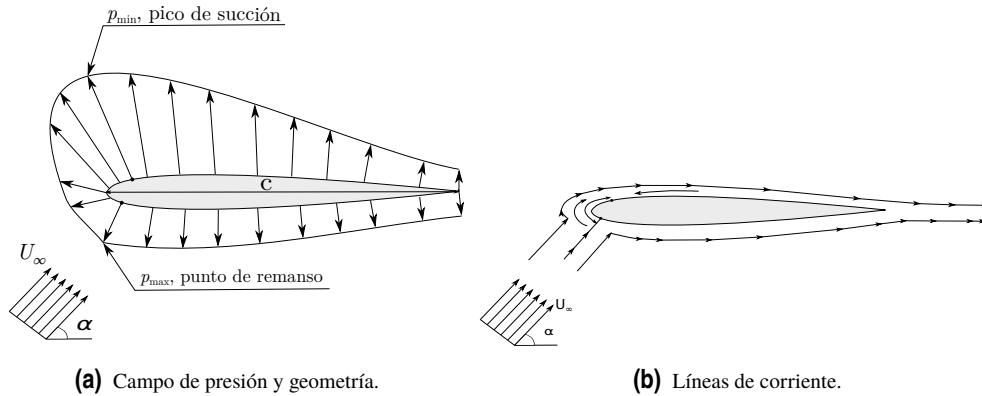 p_min, pico de succión
c
U_∞
α
p_max, punto de remanso
U_∞
α
(a) Campo de presión y geometría.
(b) Líneas de corriente.